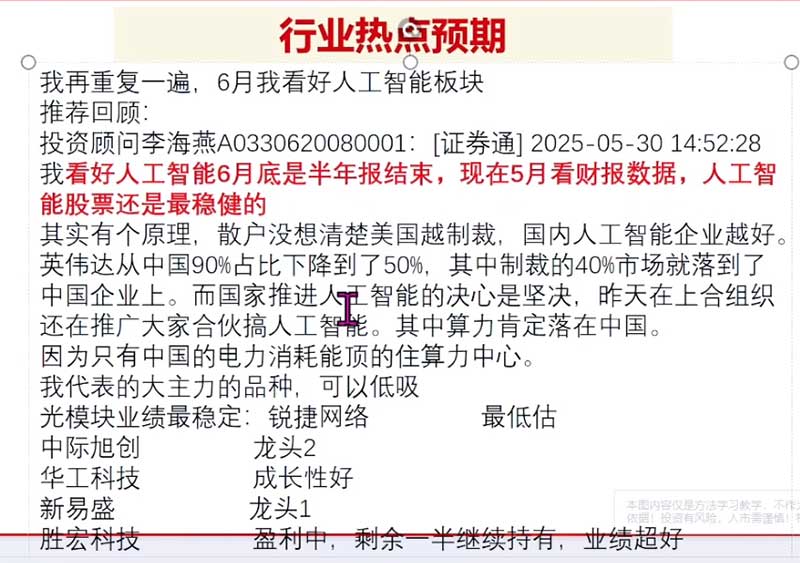 行业热点预期
我再重复一遍，6月我看好人工智能板块
推荐回顾：
投资顾问李海燕A0330620080001：[证券通] 2025-05-30 14:52:28
我看好人工智能6月底是半年报结束，现在5月看财报数据，人工智
能股票还是最稳健的
其实有个原理，散户没想清楚美国越制裁，国内人工智能企业越好。
英伟达从中国90%占比下降到了50%，其中制裁的40%市场就落到了
中国企业上。而国家推进人工智能的决心是坚决，昨天在上合组织
还在推广大家合伙搞人工智能。其中算力肯定落在中国。
因为只有中国的电力消耗能顶的住算力中心。
我代表的大主力的品种，可以低吸
光模块业绩最稳定：锐捷网络 最低估
中际旭创 龙头2
华工科技 成长性好
新易盛 龙头1
胜宏科技 盈利中，剩余一半继续持有，业绩超好
本图内容仅是方法学习教学，不作
依据！投资有风险，入市需谨慎！